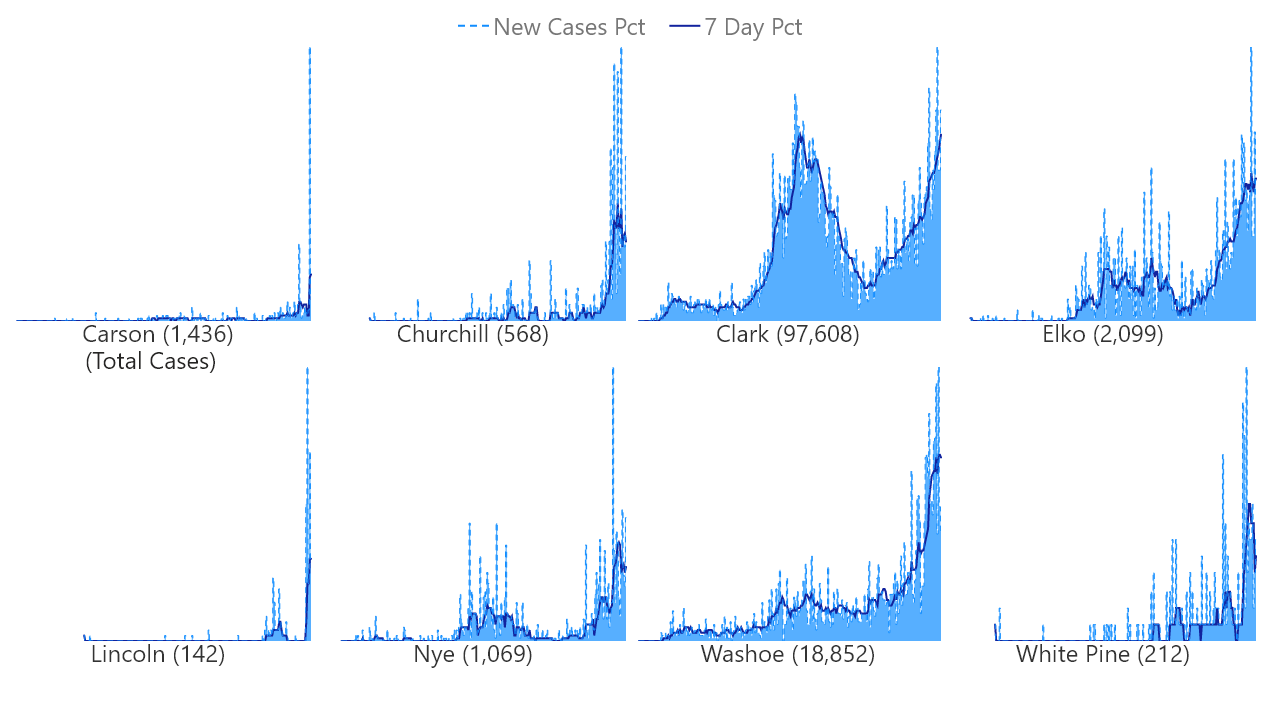 New Cases Pct 7 Day Pct
Carson (1,436)
(Total Cases)
Churchill (568)
Clark (97,608)
Elko (2,099)
Lincoln (142)
Nye (1,069)
Washoe (18,852)
White Pine (212)